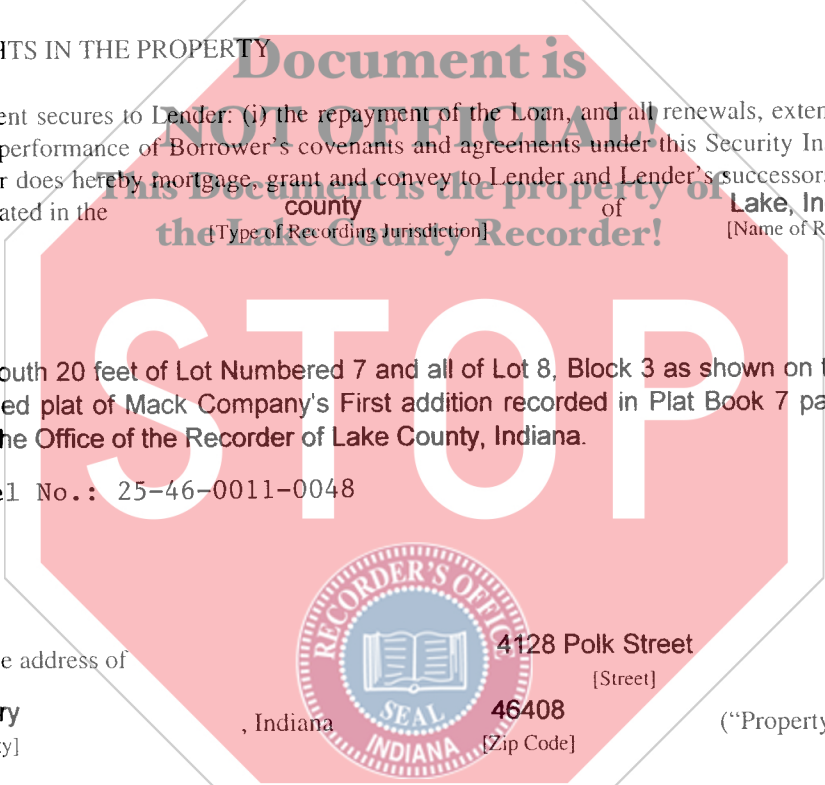 HTS IN THE PROPERTY
Document is
ent secures to Lender: (i) the repayment of the Loan, and all renewals, exten
NOT OFFICIAL!
performance of Borrower's covenants and agreements under this Security In
r does hereby mortgage, grant and convey to Lender and Lender's successor
This Document is the property of
ated in the county of Lake, In
[Type of Recording Jurisdiction] [Name of R
the Lake County Recorder!
STOP
outh 20 feet of Lot Numbered 7 and all of Lot 8, Block 3 as shown on t
ed plat of Mack Company's First addition recorded in Plat Book 7 pa
he Office of the Recorder of Lake County, Indiana.
el No.: 25-46-0011-0048
RECORDER'S OFFICE
SEAL
INDIANA
e address of 4128 Polk Street
[Street]
ry , Indiana 46408 ("Property
ty] [Zip Code]